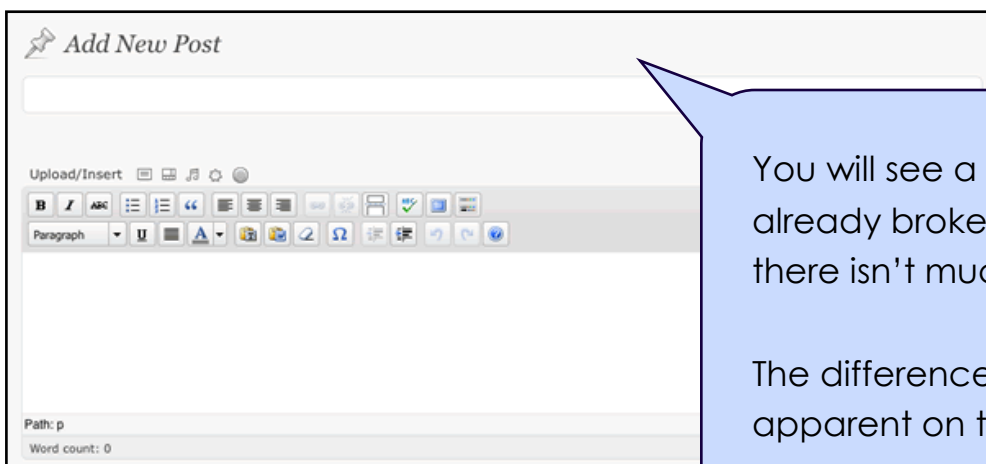 Add New Post
Upload/Insert
B I ABC
Paragraph U A Ω
Path: p
Word count: 0
You will see a
already broke
there isn't muc
The difference
apparent on t